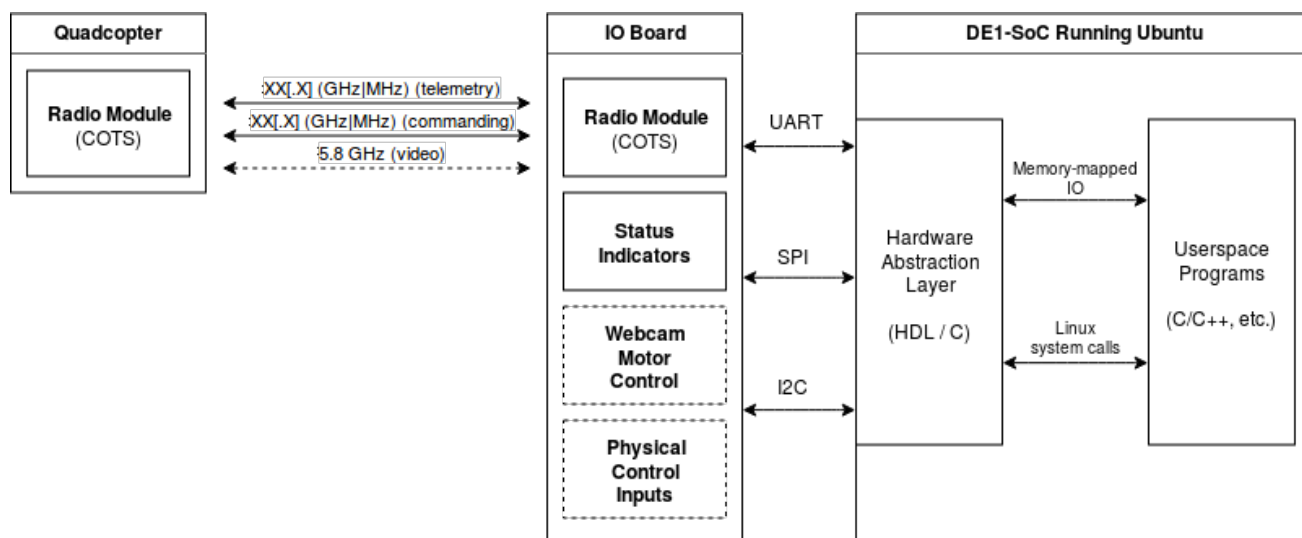 Quadcopter
Radio Module
(COTS)
:XX[.X] (GHz|MHz) (telemetry)
:XX[.X] (GHz|MHz) (commanding)
5.8 GHz (video)
IO Board
Radio Module
(COTS)
Status
Indicators
Webcam
Motor
Control
Physical
Control
Inputs
UART
SPI
I2C
DE1-SoC Running Ubuntu
Hardware
Abstraction
Layer
(HDL / C)
Memory-mapped
IO
Linux
system calls
Userspace
Programs
(C/C++, etc.)